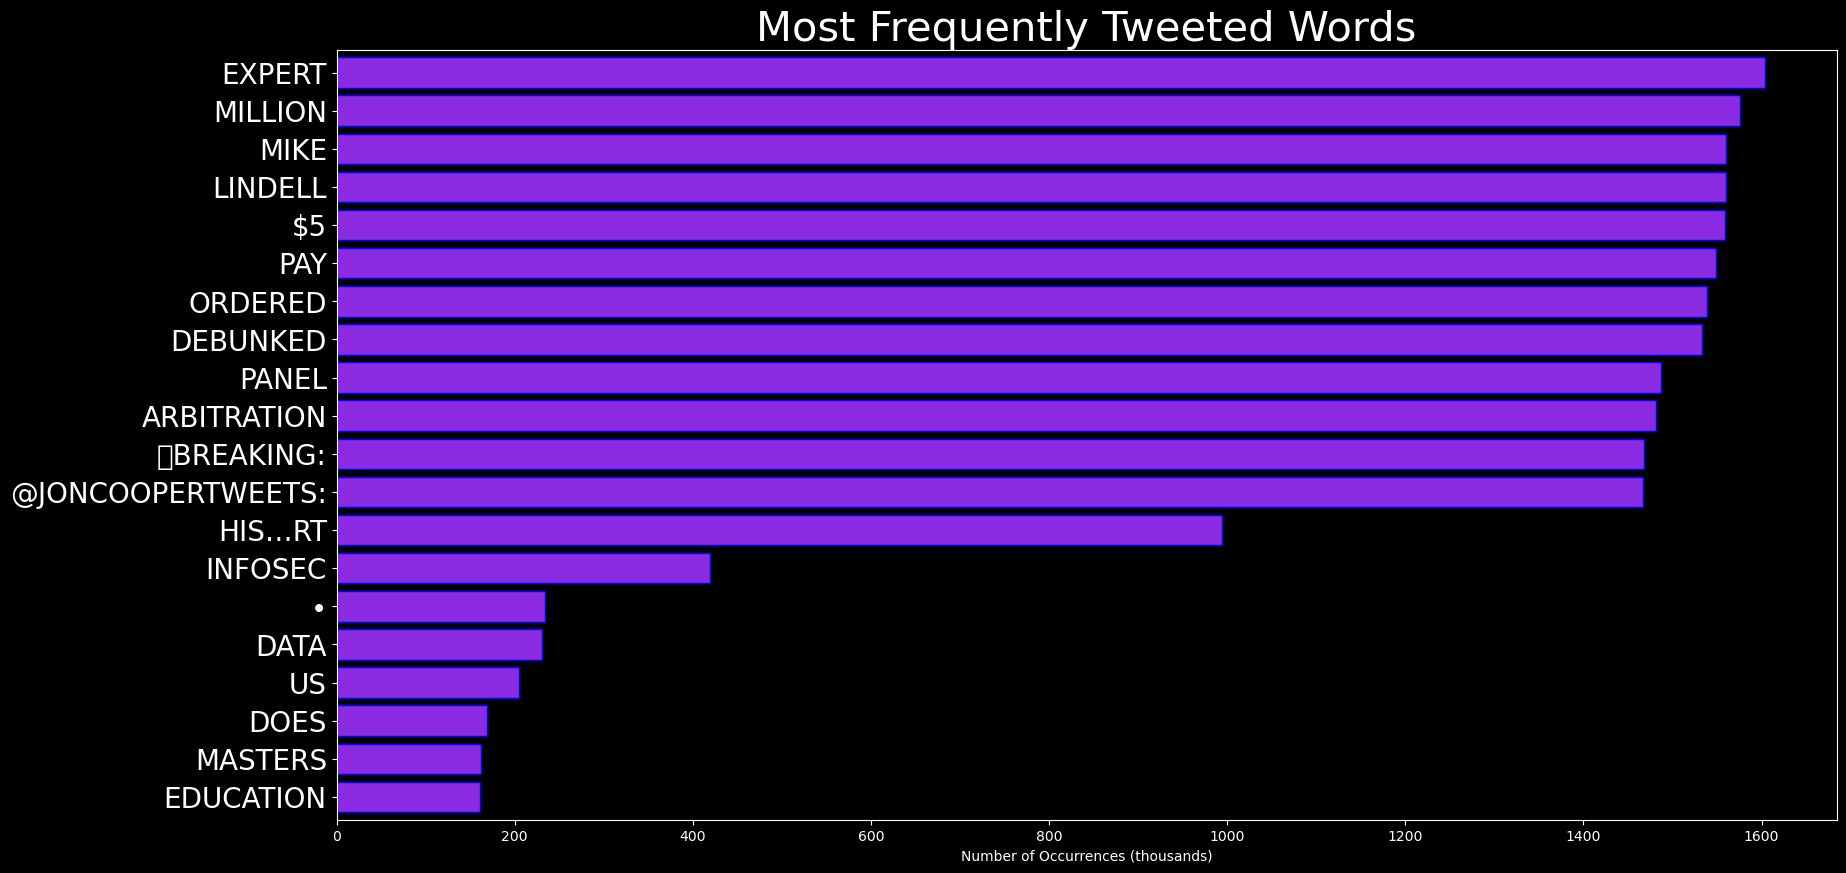 Most Frequently Tweeted Words
EXPERT
MILLION
MIKE
LINDELL
$5
PAY
ORDERED
DEBUNKED
PANEL
ARBITRATION
▯BREAKING:
@JONCOOPERTWEETS:
HIS…RT
INFOSEC
•
DATA
US
DOES
MASTERS
EDUCATION
0 200 400 600 800 1000 1200 1400 1600
Number of Occurrences (thousands)